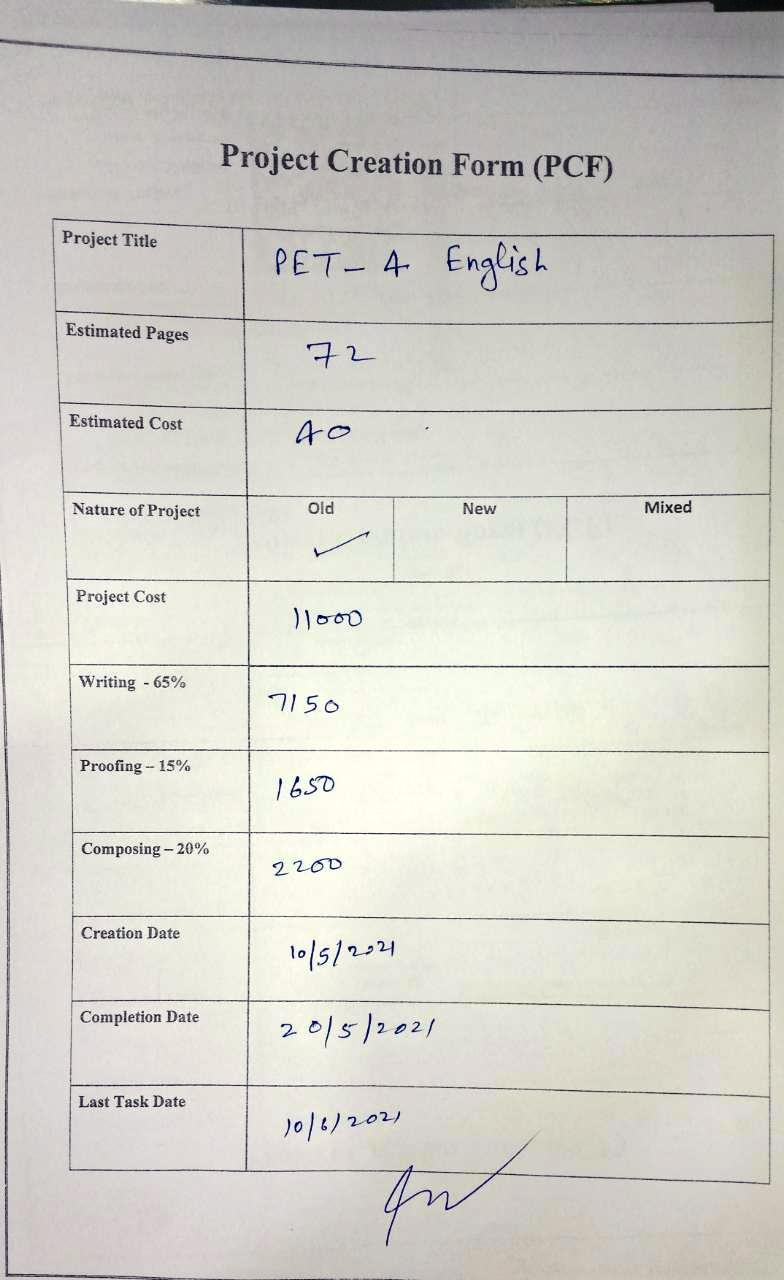 Project Creation Form (PCF)
Project Title PET - 4 English
Estimated Pages 72
Estimated Cost 40
Nature of Project Old New Mixed
Project Cost 11000
Writing - 65% 7150
Proofing – 15% 1650
Composing – 20% 2200
Creation Date 10/5/2021
Completion Date 20/5/2021
Last Task Date 10/6/2021